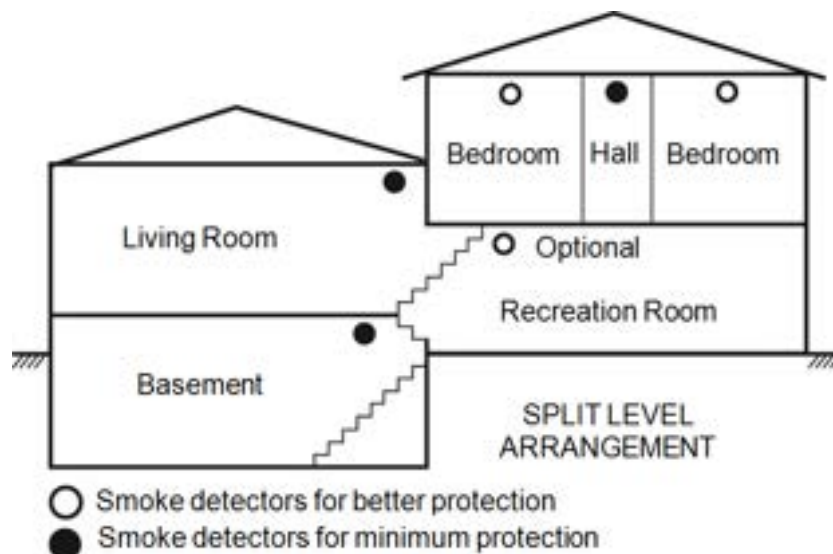 Bedroom Hall Bedroom
Living Room
Optional
Recreation Room
Basement
SPLIT LEVEL
ARRANGEMENT
Smoke detectors for better protection
Smoke detectors for minimum protection